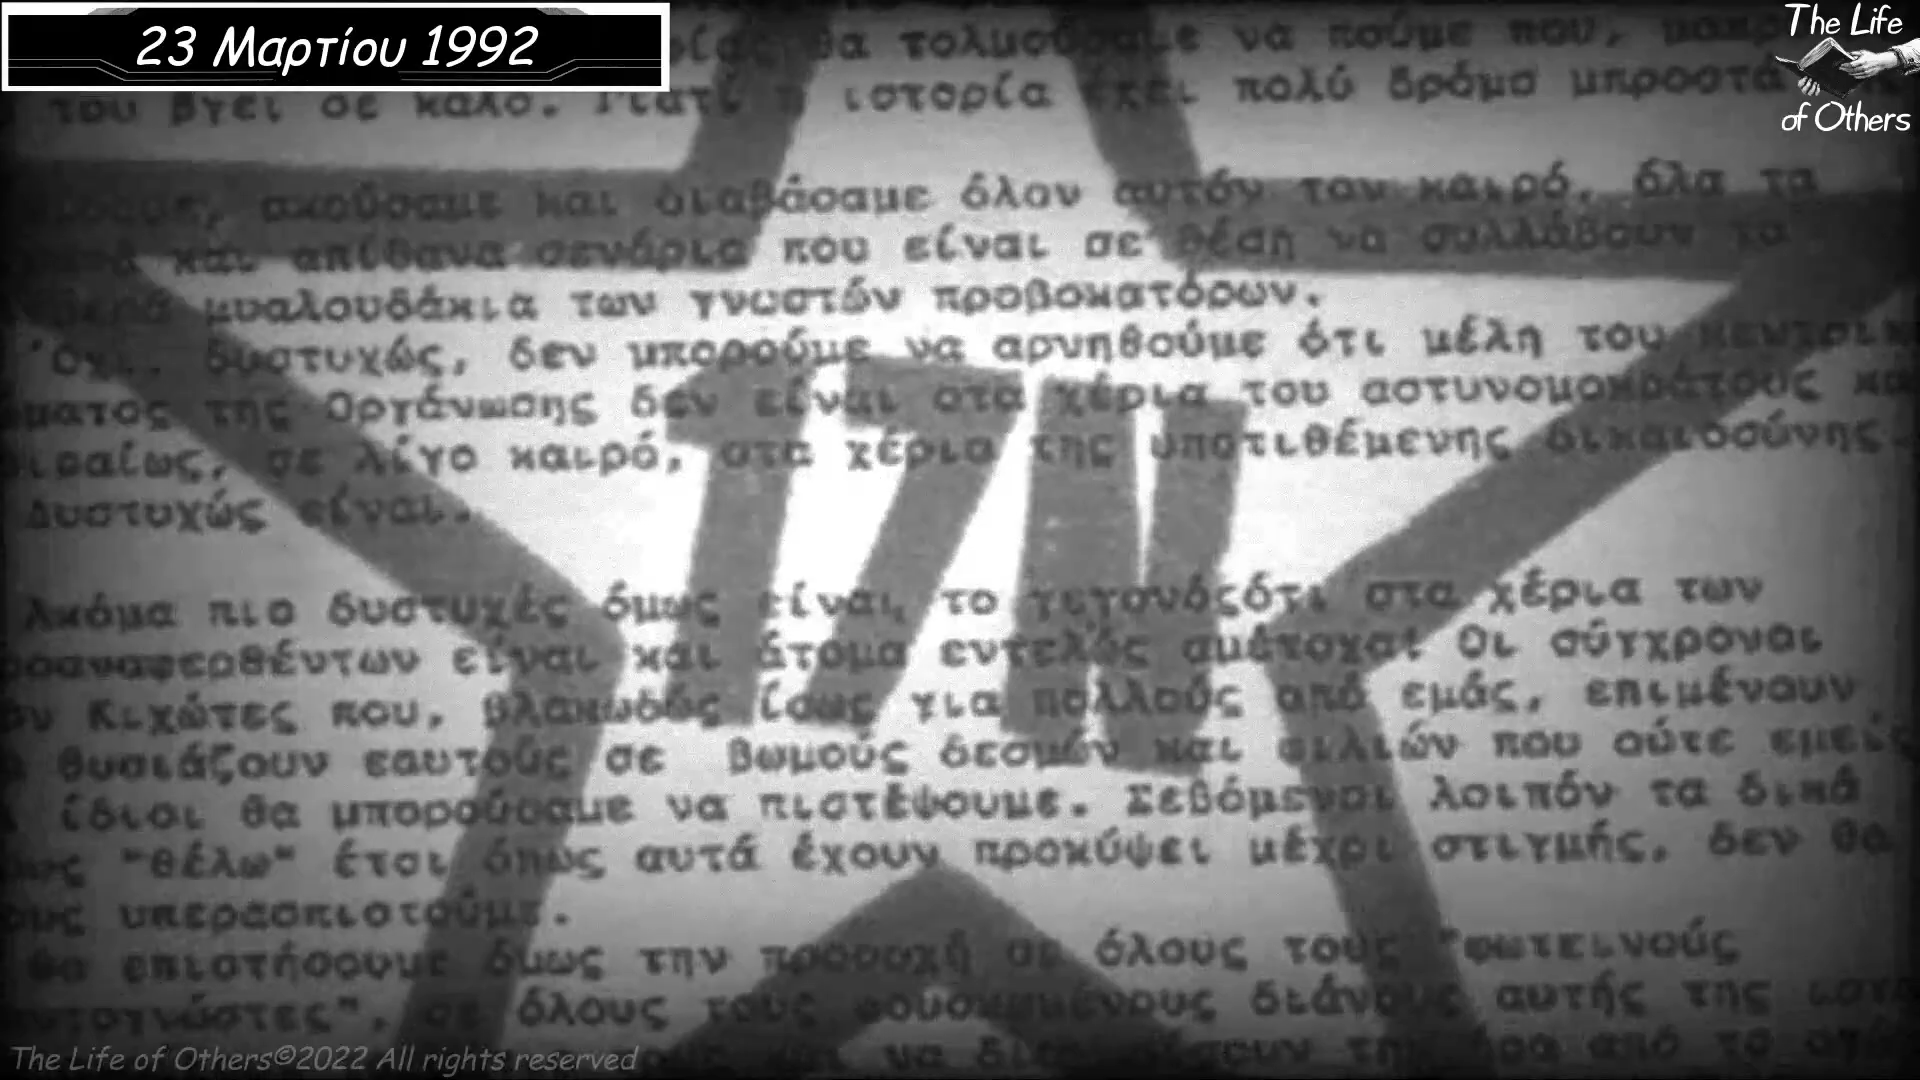 23 Μαρτίου 1992
The Life
of Others
θα τολμούσαμε να πούμε που,
του βγει σε καλό. Γιατί η ιστορία έχει πολύ δρόμο μπροστά
ακούσαμε και διαβάσαμε όλον αυτόν τον καιρό, όλα τα
και απίθανα σενάρια που είναι σε θέση να συλλάβουν τα
μυαλουδάκια των γνωστών προβοκατόρων.
Όχι, δυστυχώς, δεν μπορούμε να αρνηθούμε ότι μέλη του
της Οργάνωσης δεν είναι στα χέρια του αστυνομοκράτους
σε λίγο καιρό, στα χέρια της υποτιθέμενης δικαιοσύνης.
Δυστυχώς είναι.
17Ν
Ακόμα πιο δυστυχές όμως είναι το γεγονόςότι στα χέρια των
είναι και άτομα εντελώς αμέτοχα! Οι σύγχρονοι
Κιχώτες που, βλακωδώς ίσως για πολλούς από εμάς, επιμένουν
θυσιάζουν εαυτούς σε βωμούς δεσμών και φιλιών που ούτε εμείς
ίδιοι θα μπορούσαμε να πιστέψουμε. Σεβόμενοι λοιπόν τα δικά
"θέλω" έτσι όπως αυτά έχουν προκύψει μέχρι στιγμής, δεν θα
υπερασπιστούμε.
θα επιστήσουμε όμως την προσοχή σε όλους τους "φωτεινούς
σε όλους τους φουσκωμένους διάνους αυτής της
να από το
The Life of Others©2022 All rights reserved